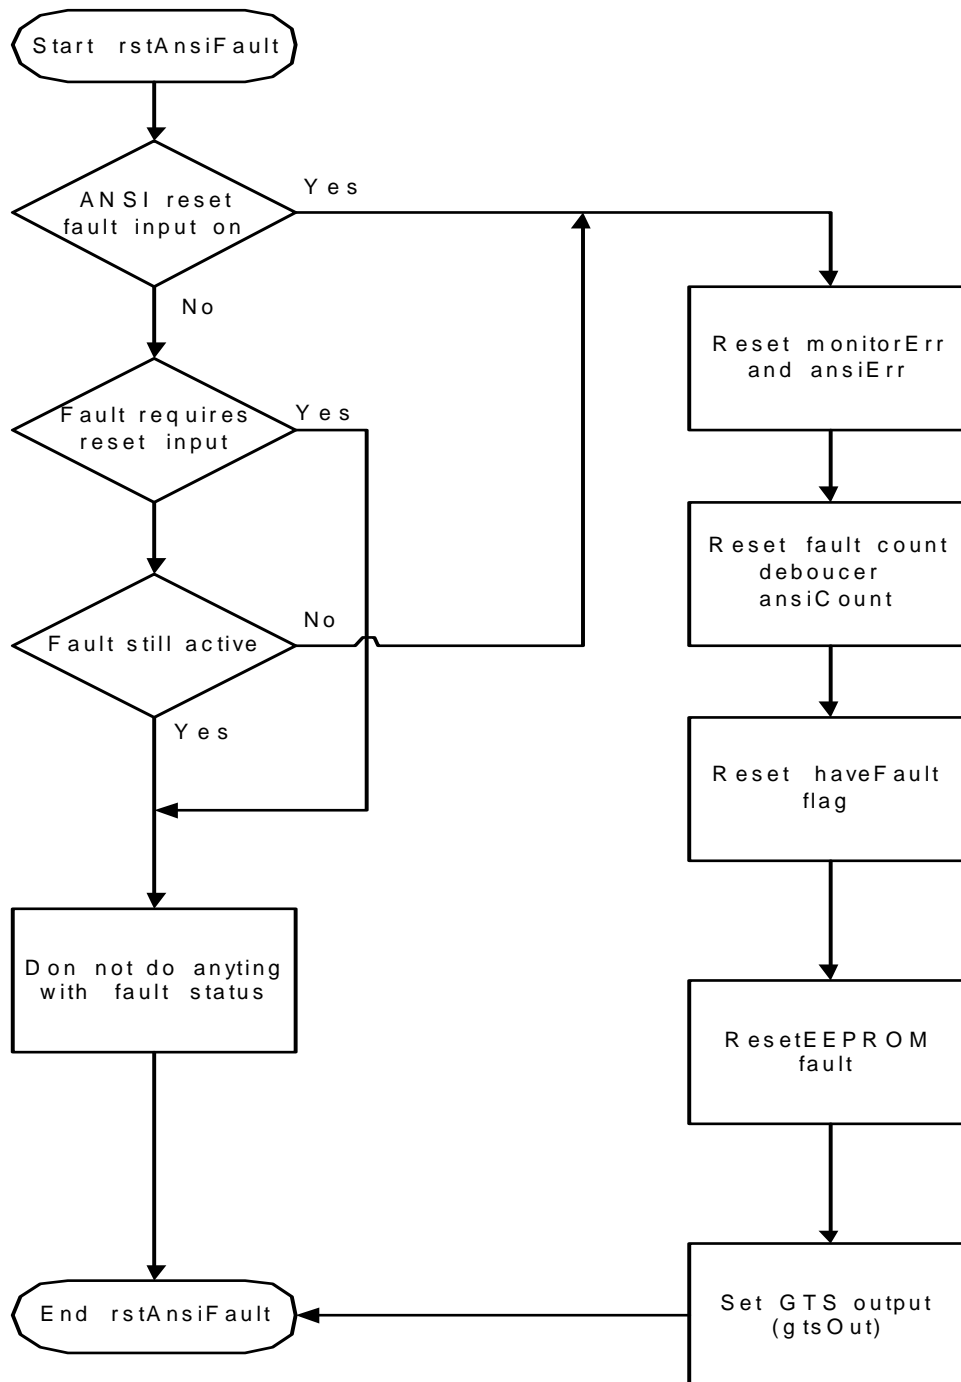 Start rstAnsiFault
ANSI reset
fault input on
Yes
No
Reset monitorErr
and ansiErr
Fault requires
reset input
Yes
Reset fault count
deboucer
ansiCount
Fault still active
No
Yes
Reset haveFault
flag
Don not do anyting
with fault status
ResetEEPROM
fault
End rstAnsiFault
Set GTS output
(gtsOut)